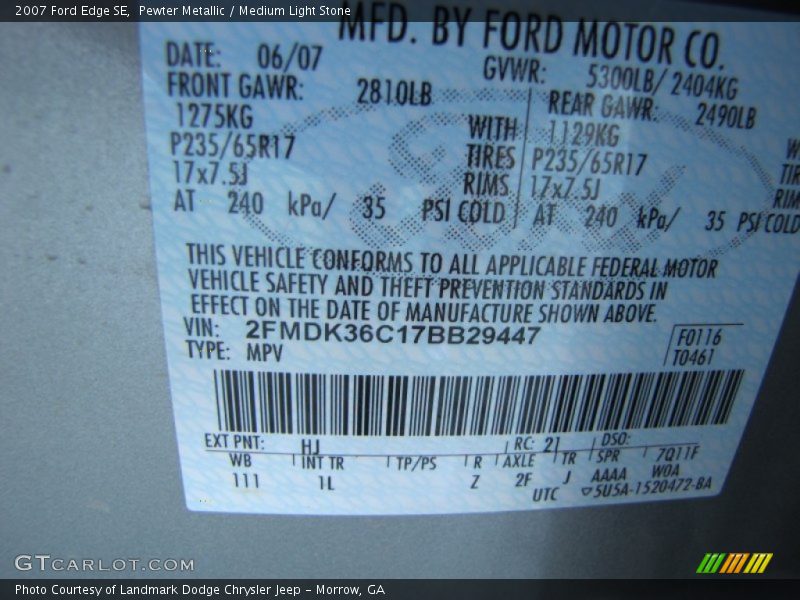 2007 Ford Edge SE, Pewter Metallic / Medium Light Stone
MFD. BY FORD MOTOR CO.
DATE: 06/07 GVWR: 5300LB/ 2404KG
FRONT GAWR: 2810LB REAR GAWR: 2490LB
1275KG WITH 1129KG
P235/65R17 TIRES P235/65R17
17x7.5J RIMS 17x7.5J RIM
AT 240 kPa/ 35 PSI COLD AT 240 kPa/ 35 PSI COLD
THIS VEHICLE CONFORMS TO ALL APPLICABLE FEDERAL MOTOR
VEHICLE SAFETY AND THEFT PREVENTION STANDARDS IN
EFFECT ON THE DATE OF MANUFACTURE SHOWN ABOVE.
VIN: 2FMDK36C17BB29447 F0116
TYPE: MPV T0461
EXT PNT: HJ RC: 21 DSO:
WB INT TR TP/PS R AXLE TR SPR 7Q11F
111 1L Z 2F J AAAA W0A
UTC ▽5U5A-1520472-BA
GTCARLOT.COM
Photo Courtesy of Landmark Dodge Chrysler Jeep – Morrow, GA